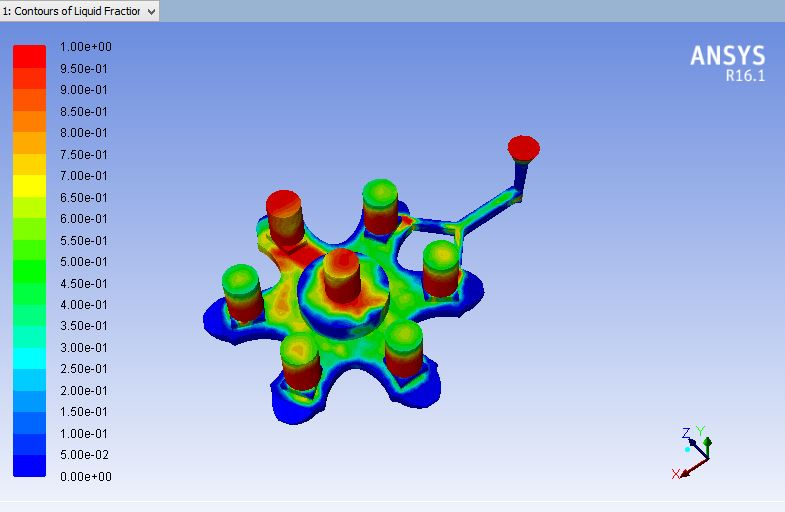 1: Contours of Liquid Fraction
ANSYS
R16.1
1.00e+00
9.50e-01
9.00e-01
8.50e-01
8.00e-01
7.50e-01
7.00e-01
6.50e-01
6.00e-01
5.50e-01
5.00e-01
4.50e-01
4.00e-01
3.50e-01
3.00e-01
2.50e-01
2.00e-01
1.50e-01
1.00e-01
5.00e-02
0.00e+00
Z Y
X